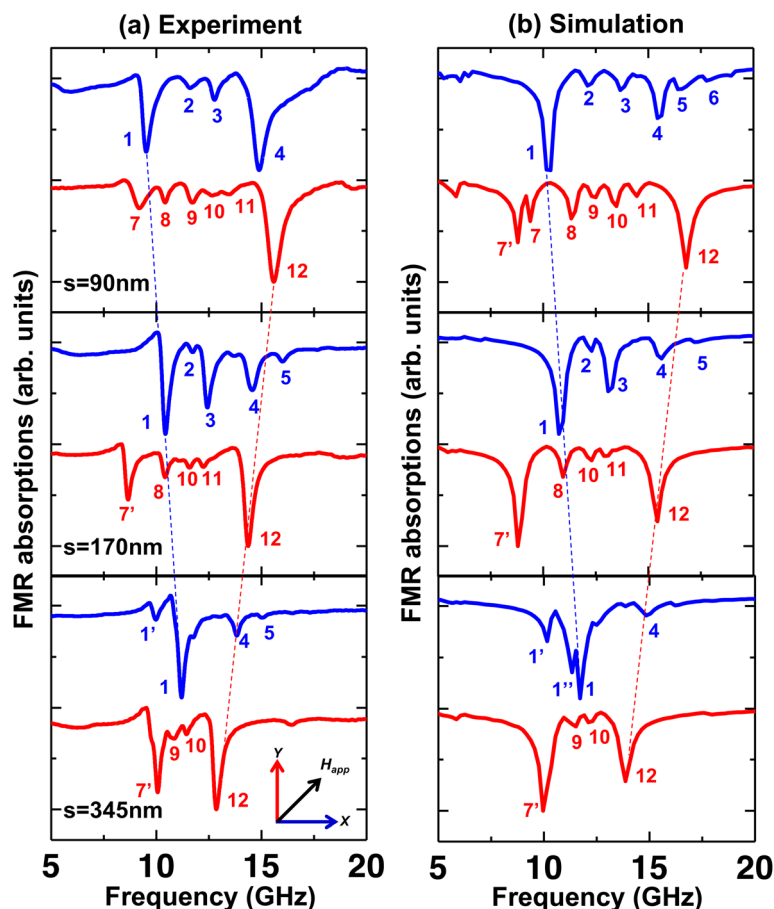 (a) Experiment
(b) Simulation
FMR absorptions (arb. units)
1 2 3 4
7 8 9 10 11 12
s=90nm
1 2 3 4 5
7’ 8 10 11 12
s=170nm
1’ 1 4 5
7’ 9 10 12
s=345nm
Y
H app
X
5 10 15 20
Frequency (GHz)
FMR absorptions (arb. units)
1 2 3 4 5 6
7’ 7 8 9 10 11 12
1 2 3 4 5
7’ 8 10 11 12
1’ 1’’ 1 4
7’ 9 10 12
5 10 15 20
Frequency (GHz)